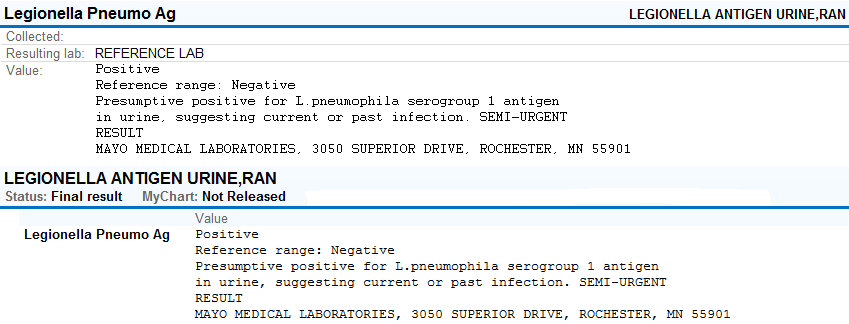 Legionella Pneumo Ag LEGIONELLA ANTIGEN URINE,RAN
Collected:
Resulting lab: REFERENCE LAB
Value: Positive
Reference range: Negative
Presumptive positive for L.pneumophila serogroup 1 antigen
in urine, suggesting current or past infection. SEMI-URGENT
RESULT
MAYO MEDICAL LABORATORIES, 3050 SUPERIOR DRIVE, ROCHESTER, MN 55901
LEGIONELLA ANTIGEN URINE,RAN
Status: Final result MyChart: Not Released
Value
Legionella Pneumo Ag Positive
Reference range: Negative
Presumptive positive for L.pneumophila serogroup 1 antigen
in urine, suggesting current or past infection. SEMI-URGENT
RESULT
MAYO MEDICAL LABORATORIES, 3050 SUPERIOR DRIVE, ROCHESTER, MN 55901